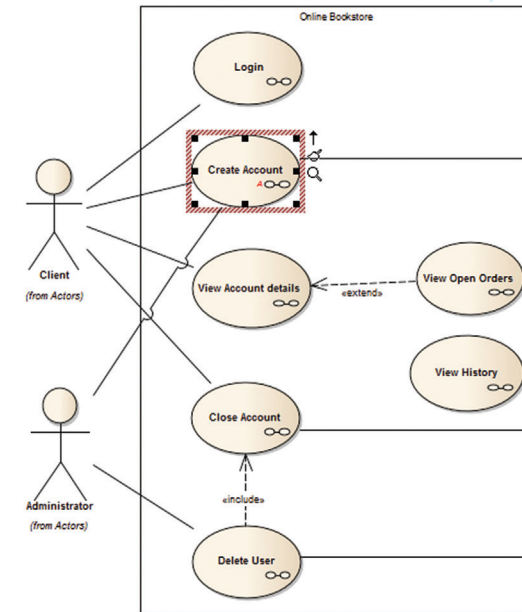 Online Bookstore
Login
Create Account
A
Client
(from Actors)
View Account details
«extend»
View Open Orders
View History
Close Account
Administrator
(from Actors)
«include»
Delete User